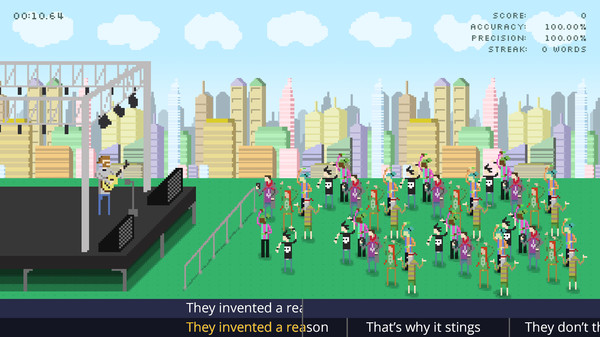 00:10.64
SCORE: 0
ACCURACY: 100.00%
PRECISION: 100.00%
STREAK: 0 WORDS
They invented a rea
They invented a reason That's why it stings They don't th